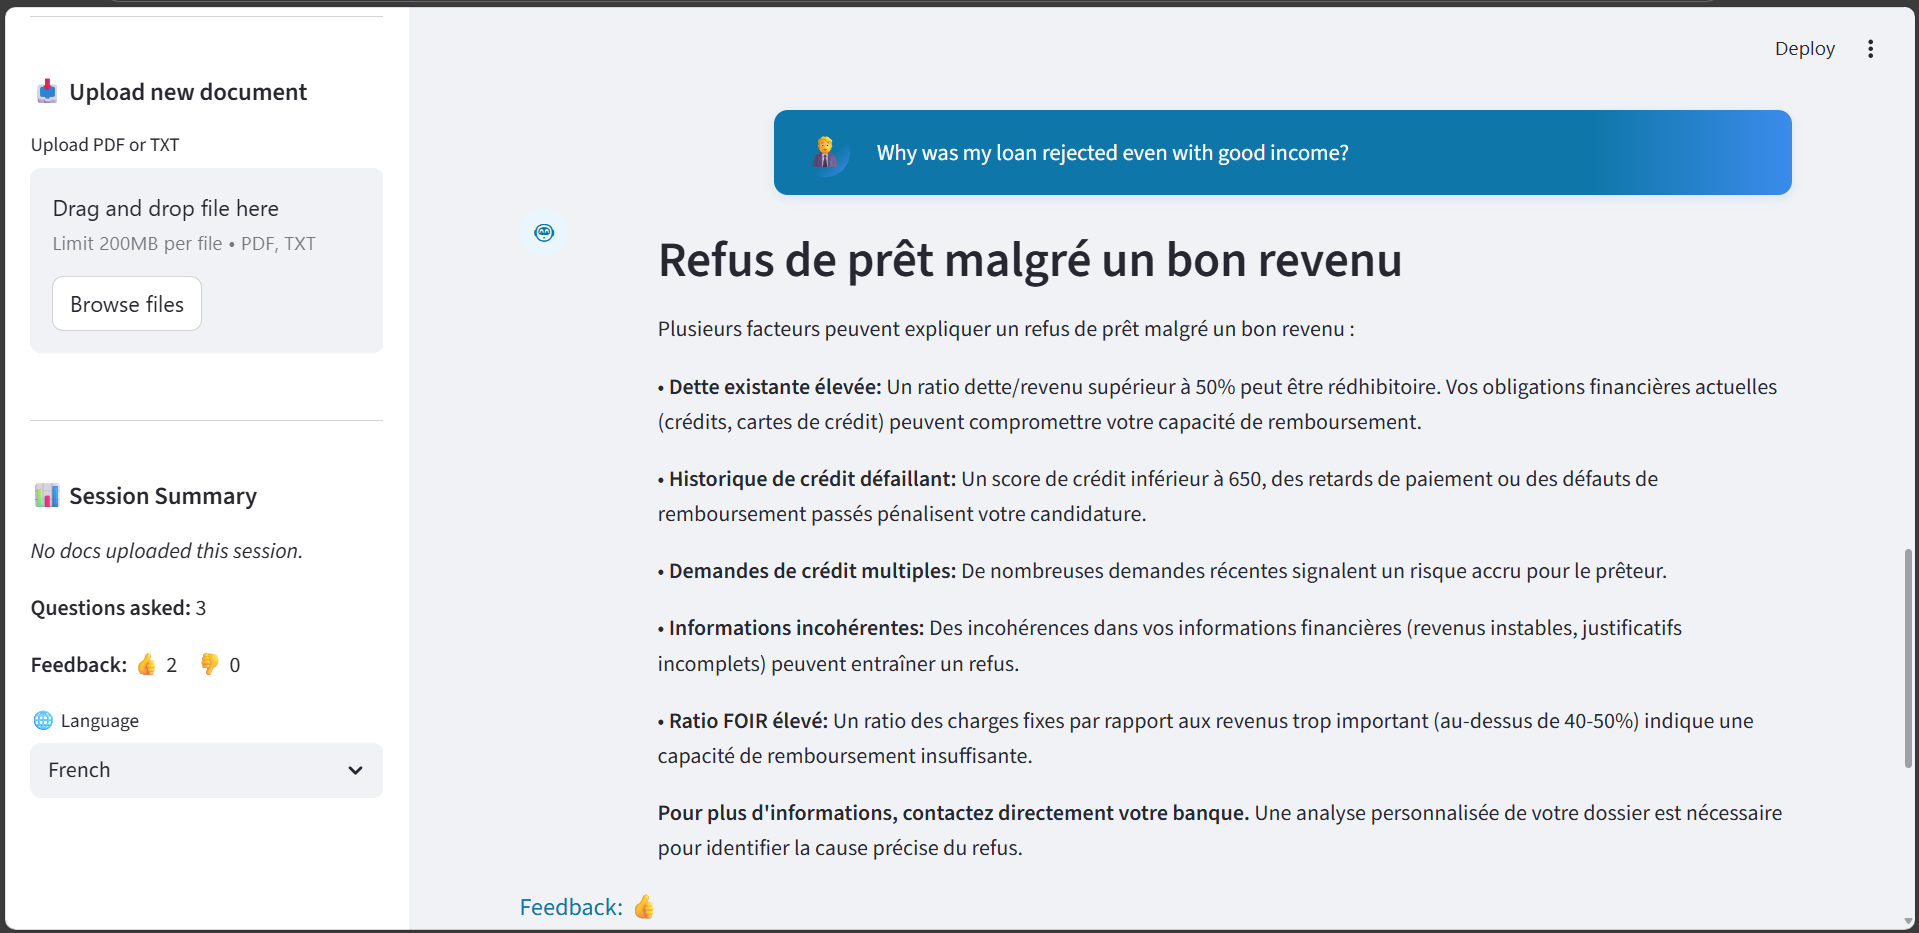 Upload new document
Upload PDF or TXT
Drag and drop file here
Limit 200MB per file • PDF, TXT
Browse files
Session Summary
No docs uploaded this session.
Questions asked: 3
Feedback: 👍 2 👎 0
Language
French
Deploy
Why was my loan rejected even with good income?
Refus de prêt malgré un bon revenu
Plusieurs facteurs peuvent expliquer un refus de prêt malgré un bon revenu :
• Dette existante élevée: Un ratio dette/revenu supérieur à 50% peut être rédhibitoire. Vos obligations financières actuelles
(crédits, cartes de crédit) peuvent compromettre votre capacité de remboursement.
• Historique de crédit défaillant: Un score de crédit inférieur à 650, des retards de paiement ou des défauts de
remboursement passés pénalisent votre candidature.
• Demandes de crédit multiples: De nombreuses demandes récentes signalent un risque accru pour le prêteur.
• Informations incohérentes: Des incohérences dans vos informations financières (revenus instables, justificatifs
incomplets) peuvent entraîner un refus.
• Ratio FOIR élevé: Un ratio des charges fixes par rapport aux revenus trop important (au-dessus de 40-50%) indique une
capacité de remboursement insuffisante.
Pour plus d'informations, contactez directement votre banque. Une analyse personnalisée de votre dossier est nécessaire
pour identifier la cause précise du refus.
Feedback: 👍